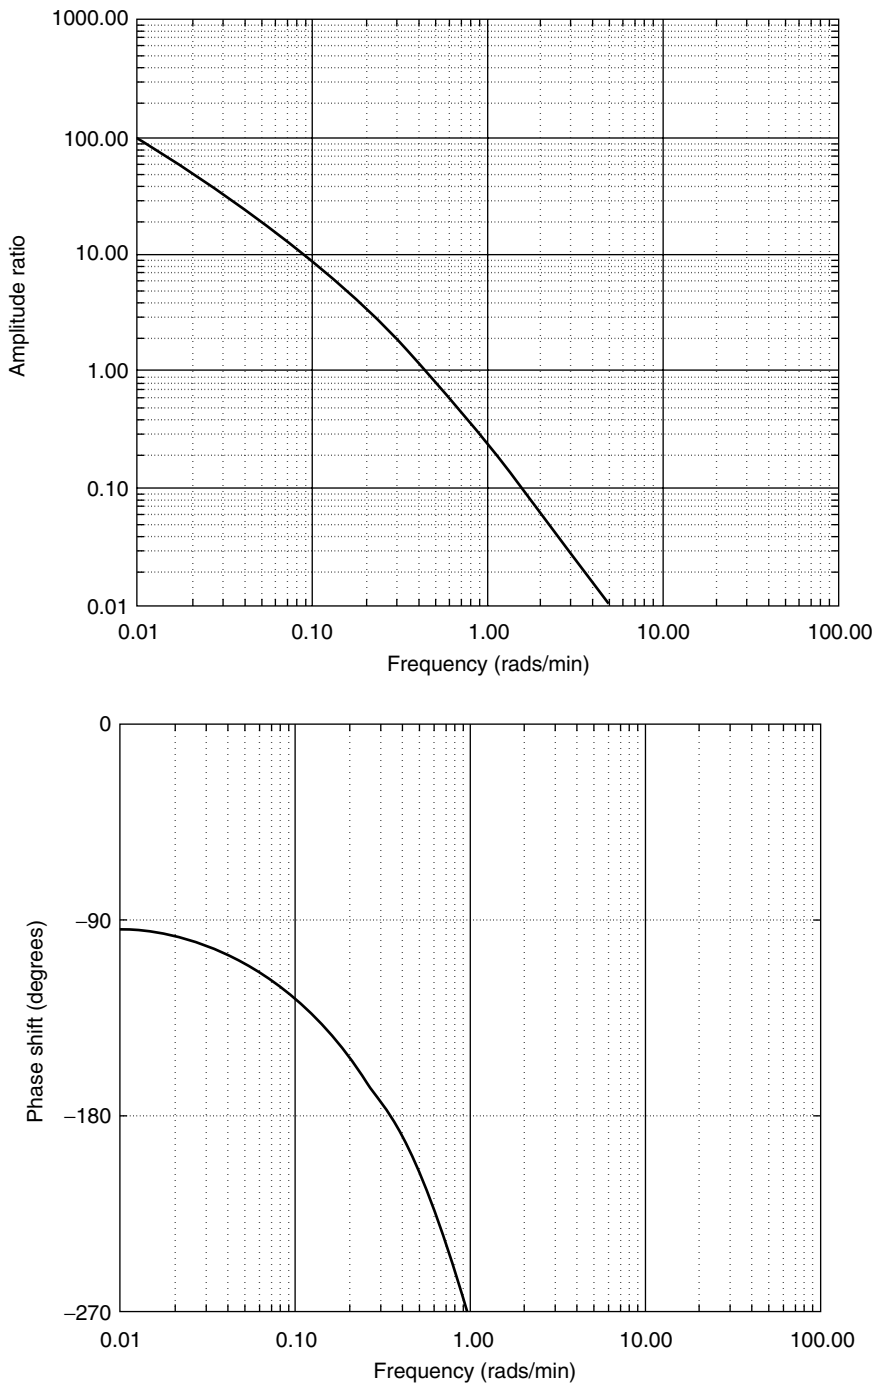 1000.00
100.00
10.00
1.00
0.10
0.01
Amplitude ratio
0.01 0.10 1.00 10.00 100.00
Frequency (rads/min)
0
−90
−180
−270
Phase shift (degrees)
0.01 0.10 1.00 10.00 100.00
Frequency (rads/min)